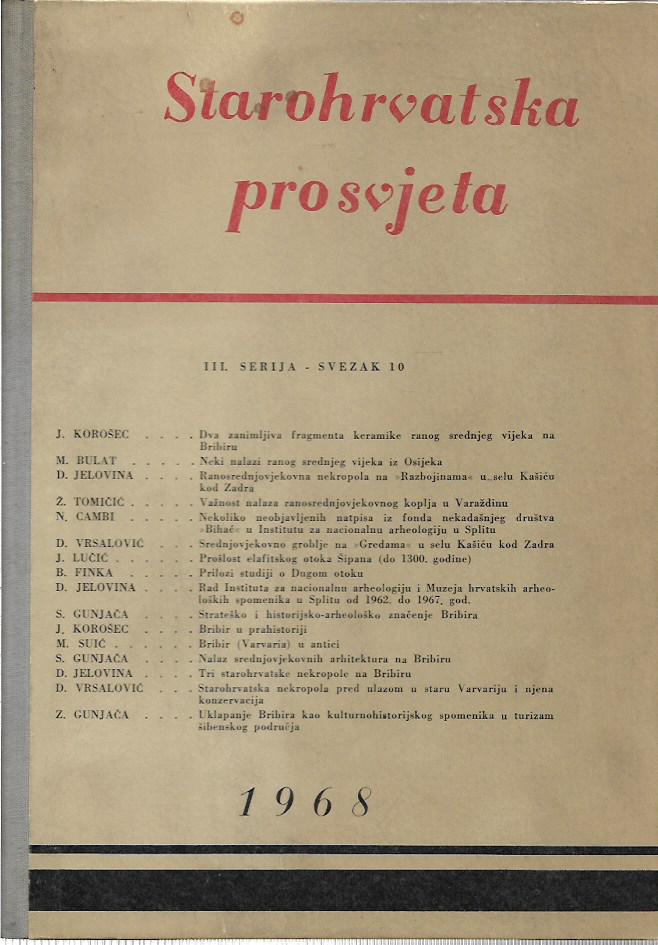 Starohrvatska
prosvjeta
III. SERIJA - SVEZAK 10
J. KOROŠEC . . . . Dva zanimljiva fragmenta keramike ranog srednjeg vijeka na
Bribiru
M. BULAT . . . . . Neki nalazi ranog srednjeg vijeka iz Osijeka
D. JELOVINA . . . . Ranosrednjovjekovna nekropola na »Razbojinama« u selu Kašiću
kod Zadra
Ž. TOMIČIĆ . . . . . Važnost nalaza ranosrednjovjekovnog koplja u Varaždinu
N. CAMBI . . . . . Nekoliko neobjavljenih natpisa iz fonda nekadašnjeg društva
»Bihać« u Institutu za nacionalnu arheologiju u Splitu
D. VRSALOVIĆ . . . Srednjovjekovno groblje na »Gredama« u selu Kašiću kod Zadra
J. LUČIĆ . . . . . . Prošlost elafitskog otoka Šipana (do 1300. godine)
B. FINKA . . . . . Prilozi studiji o Dugom otoku
D. JELOVINA . . . . Rad Instituta za nacionalnu arheologiju i Muzeja hrvatskih arheo-
loških spomenika u Splitu od 1962. do 1967. god.
S. GUNJAČA . . . . Strateško i historijsko-arheološko značenje Bribira
J. KOROŠEC . . . . Bribir u prahistoriji
M. SUIĆ . . . . . . Bribir (Varvaria) u antici
S. GUNJAČA . . . . Nalaz srednjovjekovnih arhitektura na Bribiru
D. JELOVINA . . . . Tri starohrvatske nekropole na Bribiru
D. VRSALOVIĆ . . . Starohrvatska nekropola pred ulazom u staru Varvariju i njena
konzervacija
Z. GUNJAČA . . . . Uklapanje Bribira kao kulturnohistorijskog spomenika u turizam
šibenskog područja
1968